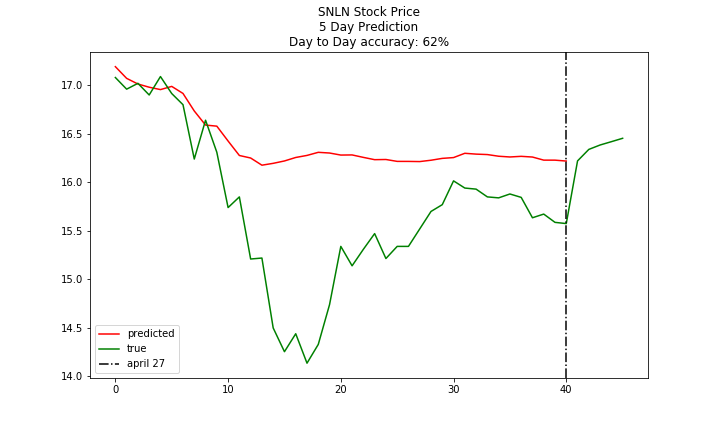 SNLN Stock Price
5 Day Prediction
Day to Day accuracy: 62%
17.0
16.5
16.0
15.5
15.0
14.5
14.0
predicted
true
april 27
0
10
20
30
40